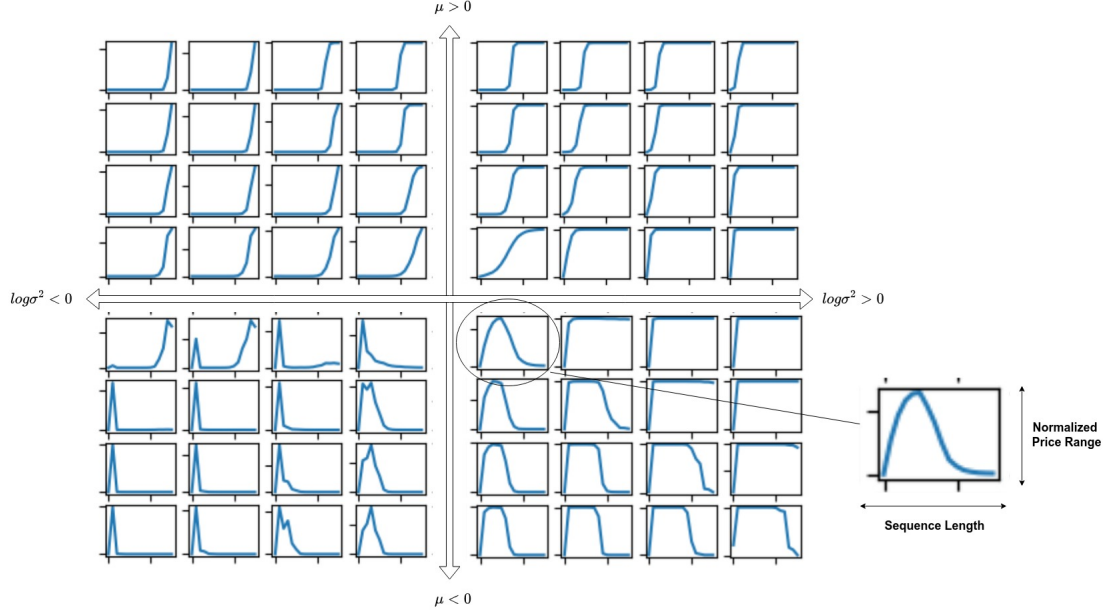 μ > 0
logσ² < 0
logσ² > 0
Normalized
Price Range
Sequence Length
μ < 0